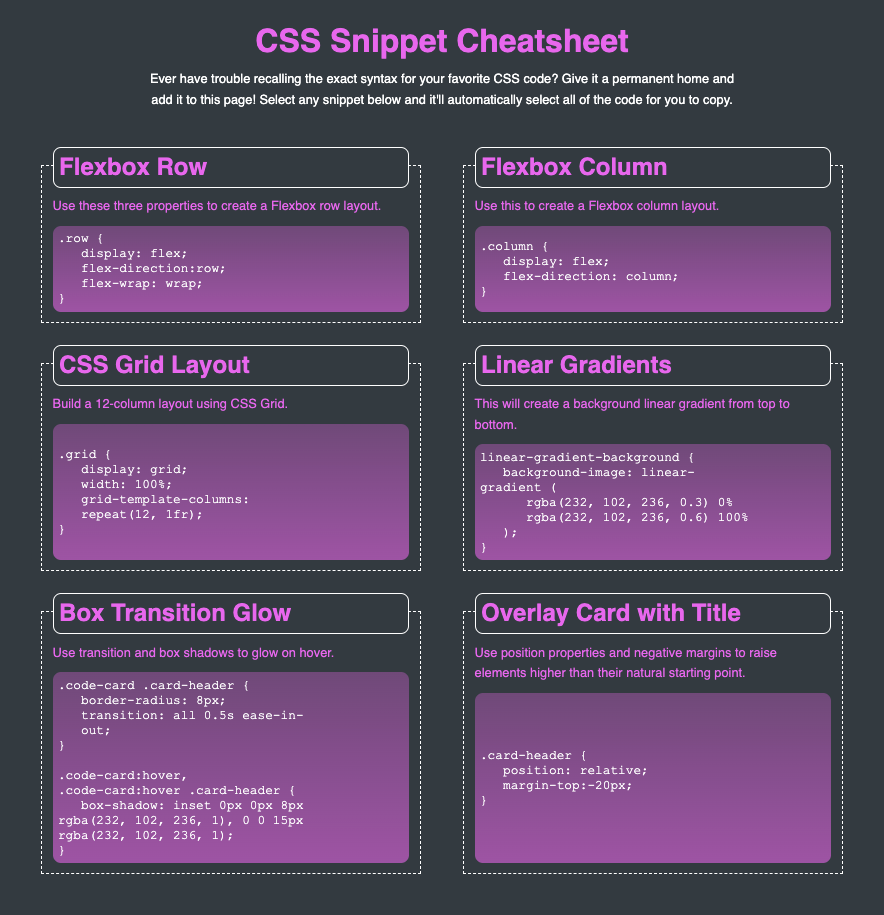 CSS Snippet Cheatsheet
Ever have trouble recalling the exact syntax for your favorite CSS code? Give it a permanent home and
add it to this page! Select any snippet below and it'll automatically select all of the code for you to copy.
Flexbox Row
Use these three properties to create a Flexbox row layout.
.row {
display: flex;
flex-direction:row;
flex-wrap: wrap;
}
Flexbox Column
Use this to create a Flexbox column layout.
.column {
display: flex;
flex-direction: column;
}
CSS Grid Layout
Build a 12-column layout using CSS Grid.
.grid {
display: grid;
width: 100%;
grid-template-columns:
repeat(12, 1fr);
}
Linear Gradients
This will create a background linear gradient from top to
bottom.
linear-gradient-background {
background-image: linear-
gradient (
rgba(232, 102, 236, 0.3) 0%
rgba(232, 102, 236, 0.6) 100%
);
}
Box Transition Glow
Use transition and box shadows to glow on hover.
.code-card .card-header {
border-radius: 8px;
transition: all 0.5s ease-in-
out;
}
.code-card:hover,
.code-card:hover .card-header {
box-shadow: inset 0px 0px 8px
rgba(232, 102, 236, 1), 0 0 15px
rgba(232, 102, 236, 1);
}
Overlay Card with Title
Use position properties and negative margins to raise
elements higher than their natural starting point.
.card-header {
position: relative;
margin-top:-20px;
}